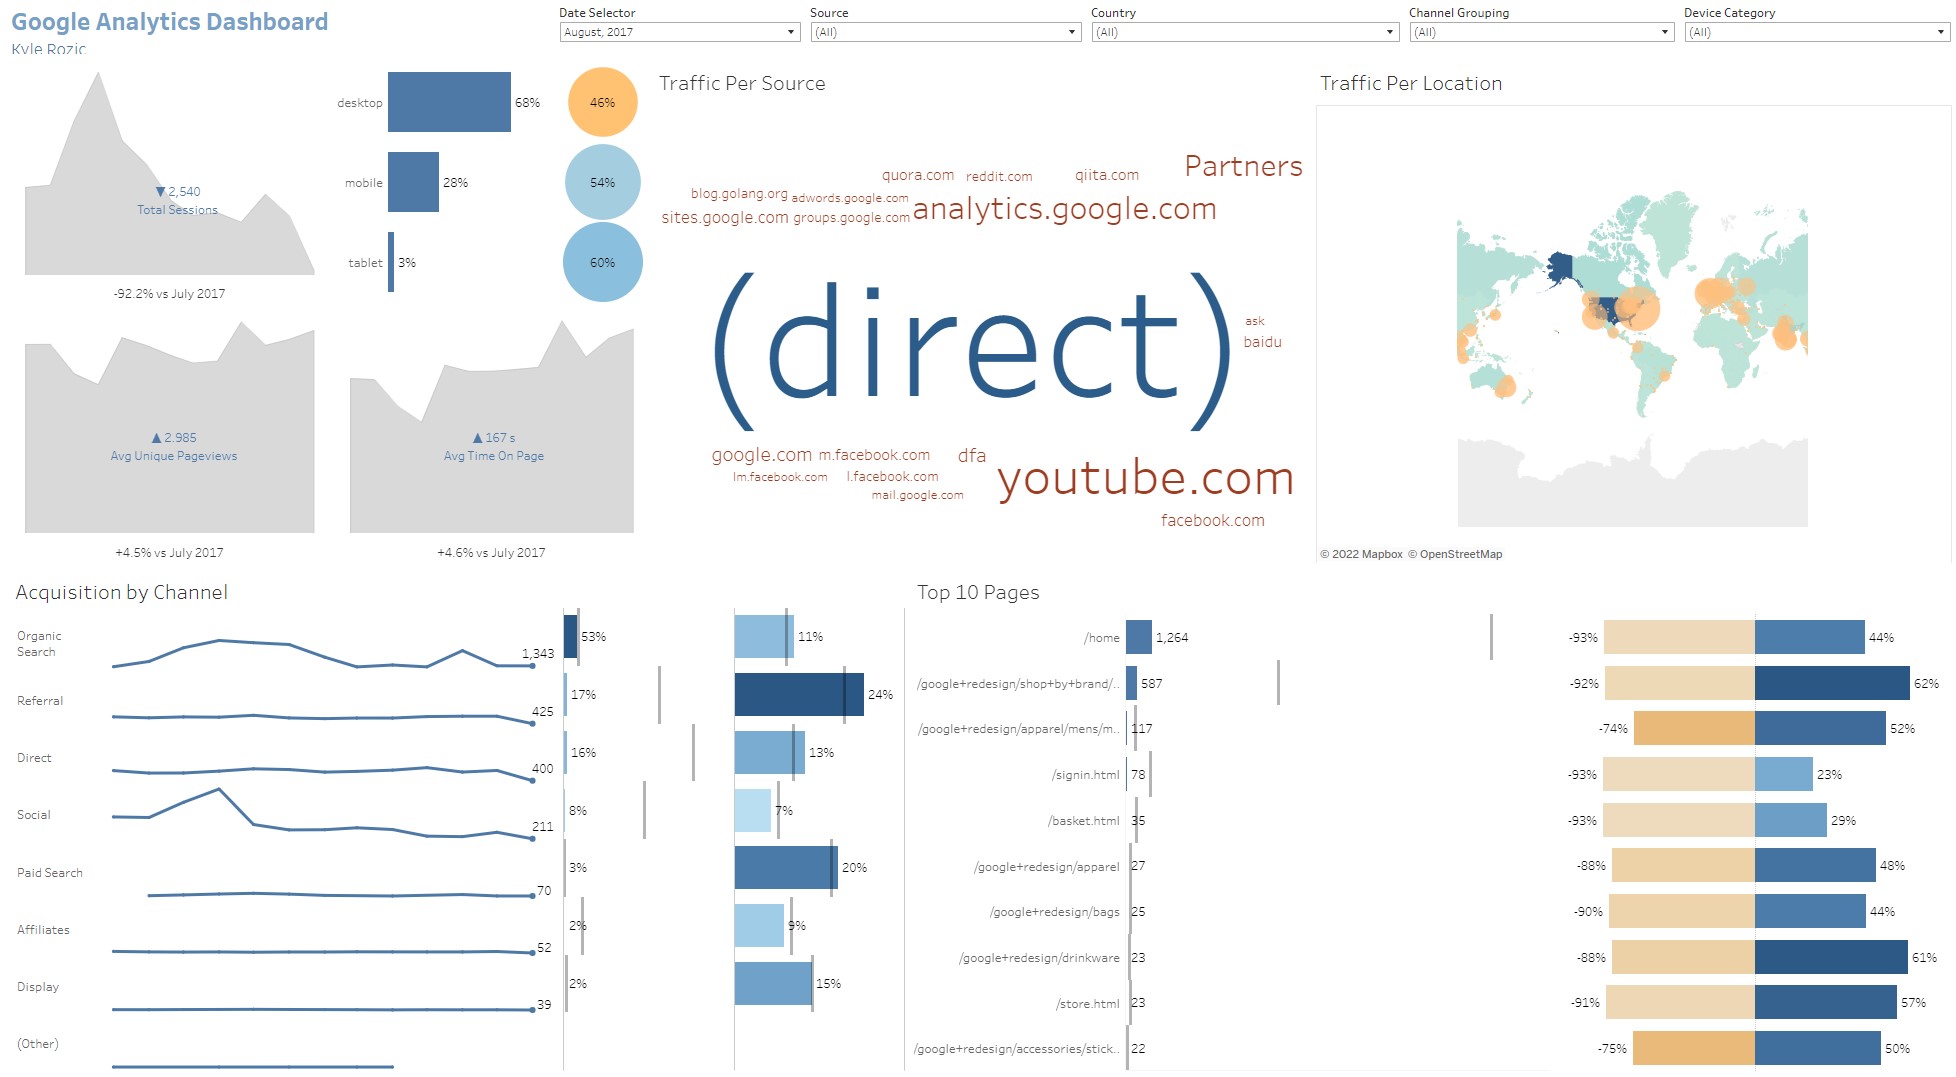 Google Analytics Dashboard
Kyle Rozic
Date Selector
August, 2017
Source
(All)
Country
(All)
Channel Grouping
(All)
Device Category
(All)
▼ 2,540
Total Sessions
-92.2% vs July 2017
desktop 68% 46%
mobile 28% 54%
tablet 3% 60%
▲ 2.985
Avg Unique Pageviews
+4.5% vs July 2017
▲ 167 s
Avg Time On Page
+4.6% vs July 2017
Traffic Per Source
Partners
quora.com reddit.com qiita.com
blog.golang.org adwords.google.com
sites.google.com groups.google.com analytics.google.com
(direct)
ask
baidu
google.com m.facebook.com dfa
lm.facebook.com l.facebook.com youtube.com
mail.google.com
facebook.com
Traffic Per Location
© 2022 Mapbox © OpenStreetMap
Acquisition by Channel
Organic
Search
1,343 53% 11%
Referral 425 17% 24%
Direct 400 16% 13%
Social 211 8% 7%
Paid Search 70 3% 20%
Affiliates 52 2% 9%
Display 39 2% 15%
(Other)
Top 10 Pages
/home 1,264 -93% 44%
/google+redesign/shop+by+brand/.. 587 -92% 62%
/google+redesign/apparel/mens/m.. 117 -74% 52%
/signin.html 78 -93% 23%
/basket.html 35 -93% 29%
/google+redesign/apparel 27 -88% 48%
/google+redesign/bags 25 -90% 44%
/google+redesign/drinkware 23 -88% 61%
/store.html 23 -91% 57%
/google+redesign/accessories/stick.. 22 -75% 50%